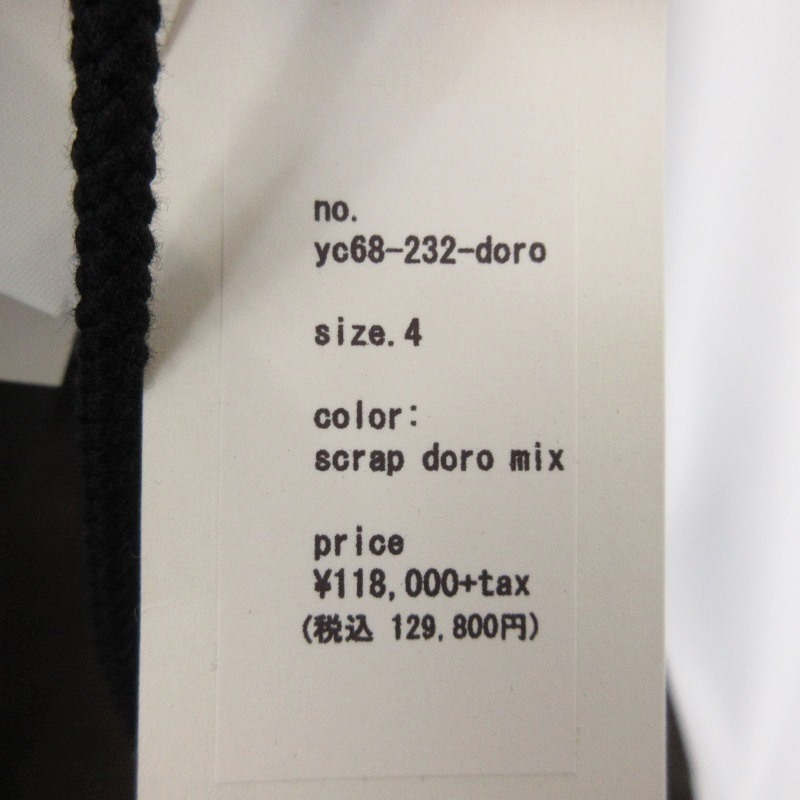 no.
yc68-232-doro
size.4
color:
scrap doro mix
price
¥118,000+tax
(税込 129,800円)